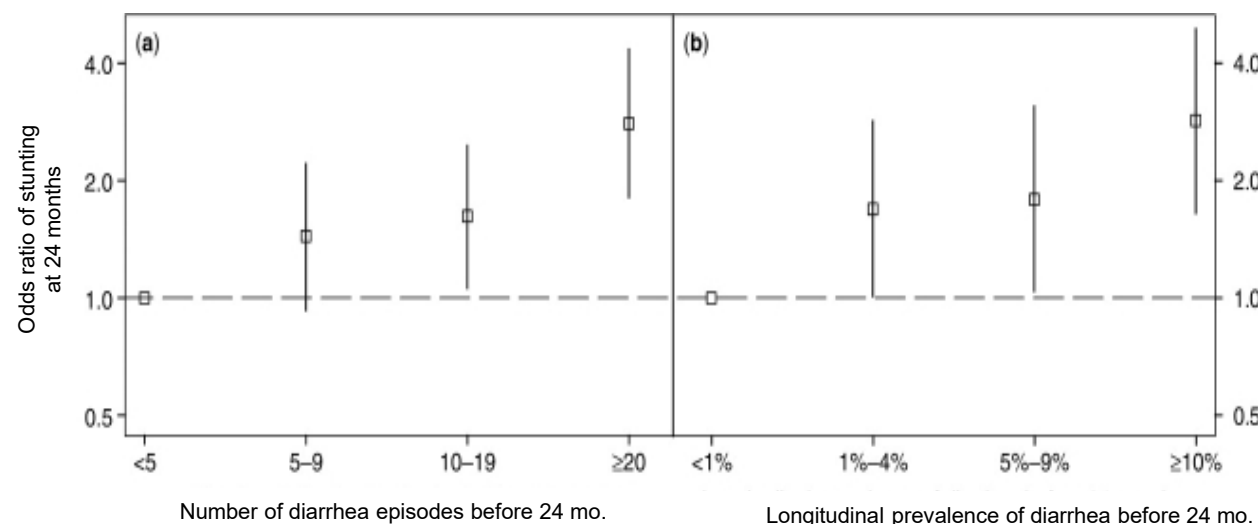 (a)
(b)
4.0
2.0
1.0
0.5
4.0
2.0
1.0
0.5
Odds ratio of stunting
at 24 months
<5 5–9 10–19 ≥20
<1% 1%–4% 5%–9% ≥10%
Number of diarrhea episodes before 24 mo.
Longitudinal prevalence of diarrhea before 24 mo.